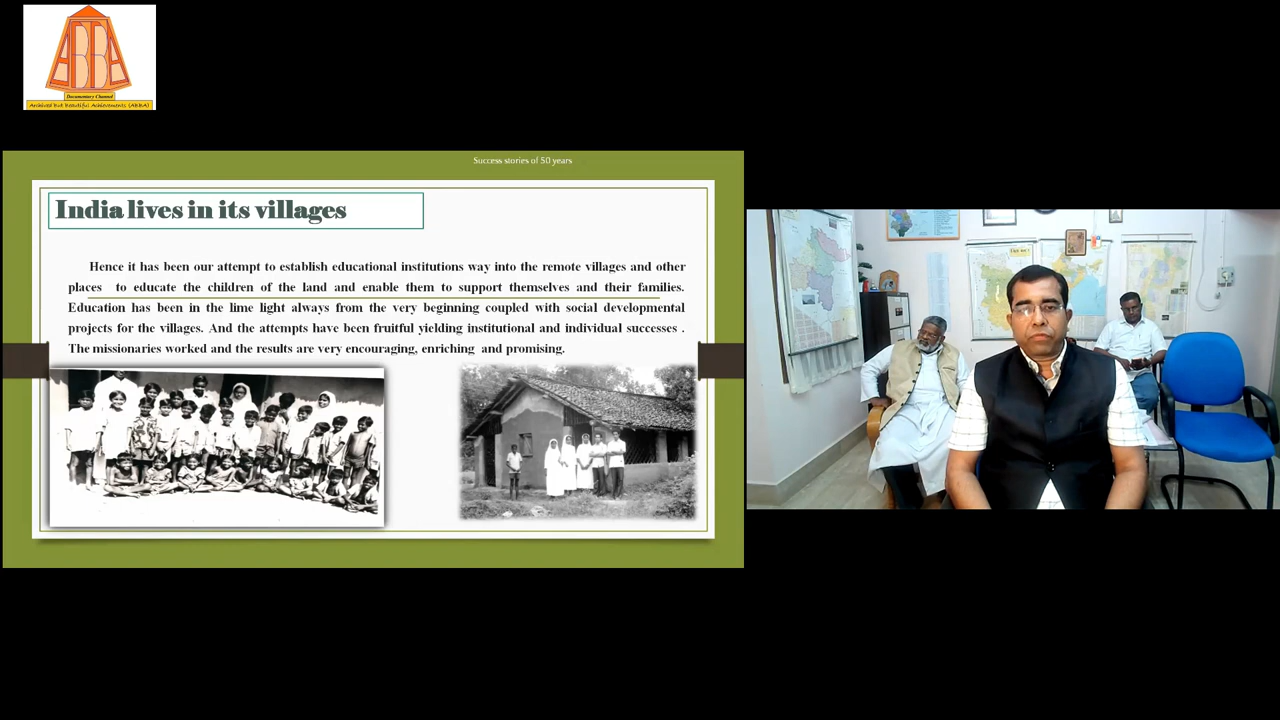 ABBA
Documentary Channel
Archived but Beautiful Achievements (ABBA)
Success stories of 50 years
India lives in its villages
Hence it has been our attempt to establish educational institutions way into the remote villages and other
places to educate the children of the land and enable them to support themselves and their families.
Education has been in the lime light always from the very beginning coupled with social developmental
projects for the villages. And the attempts have been fruitful yielding institutional and individual successes .
The missionaries worked and the results are very encouraging, enriching and promising.